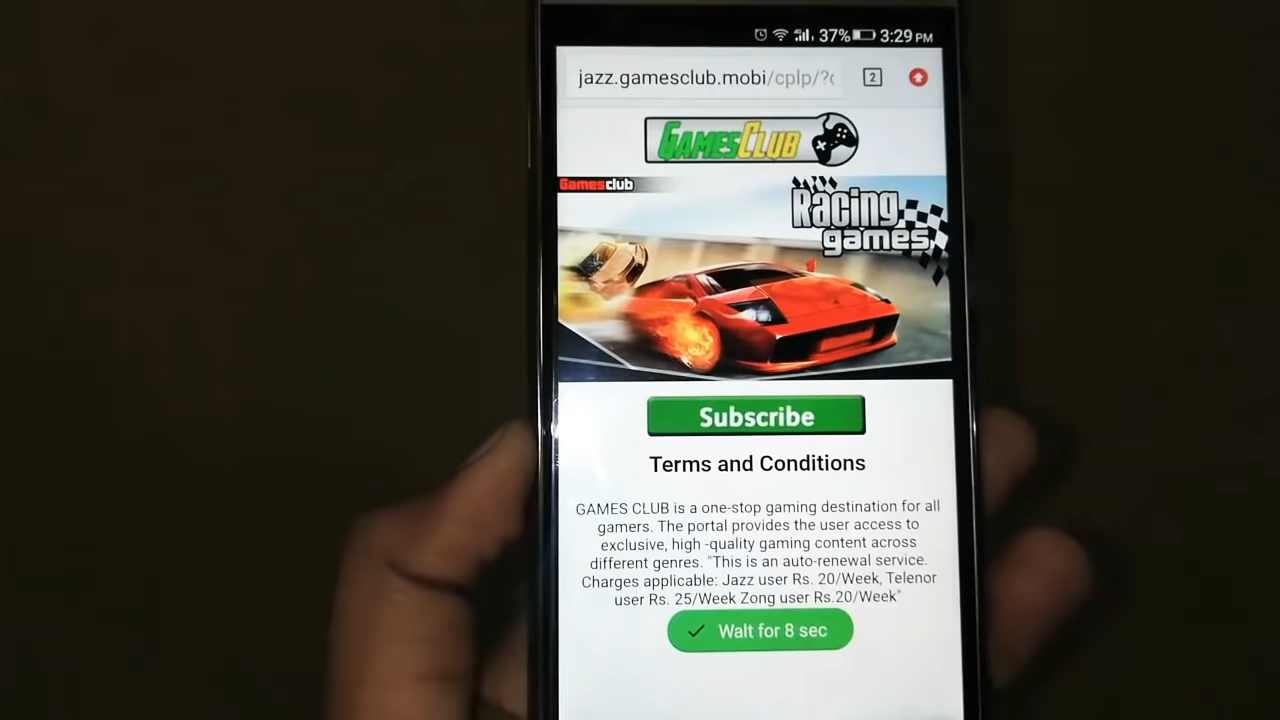 37% 3:29 PM
jazz.gamesclub.mobi/cplp/?c
2
GAMESCLUB
Gamesclub
Racing
games
Subscribe
Terms and Conditions
GAMES CLUB is a one-stop gaming destination for all
gamers. The portal provides the user access to
exclusive, high -quality gaming content across
different genres. "This is an auto-renewal service.
Charges applicable: Jazz user Rs. 20/Week, Telenor
user Rs. 25/Week Zong user Rs.20/Week"
Walt for 8 sec